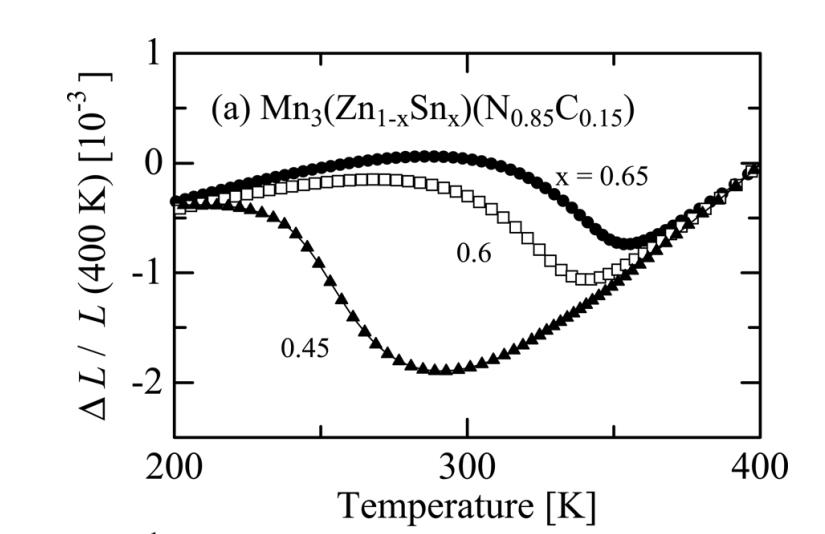 1
(a) Mn₃(Zn₁₋ₓSnₓ)(N₀.₈₅C₀.₁₅)
0
x = 0.65
0.6
-1
0.45
-2
Δ L / L (400 K) [10⁻³]
200 300 400
Temperature [K]